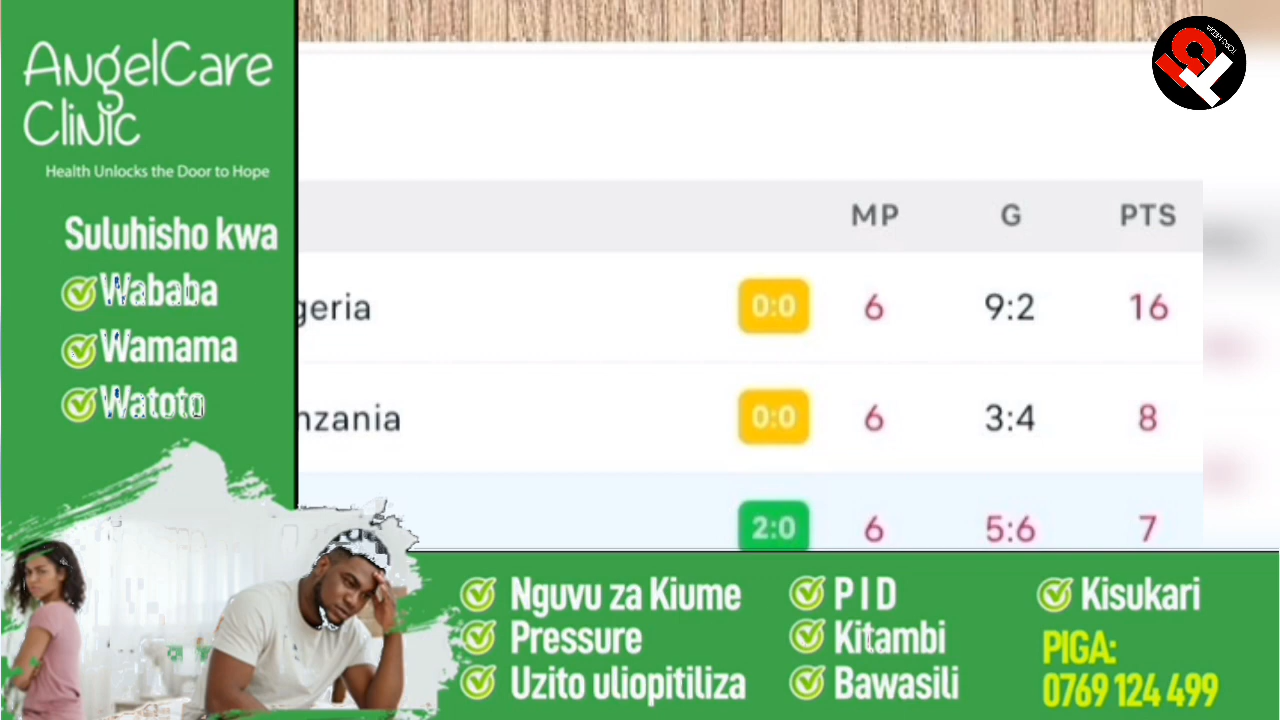 AngelCare
Clinic
Health Unlocks the Door to Hope
Suluhisho kwa
Wababa
Wamama
Watoto
MP G PTS
geria 0:0 6 9:2 16
nzania 0:0 6 3:4 8
2:0 6 5:6 7
Nguvu za Kiume
Pressure
Uzito uliopitiliza
P I D
Kitambi
Bawasili
Kisukari
PIGA:
0769 124 499